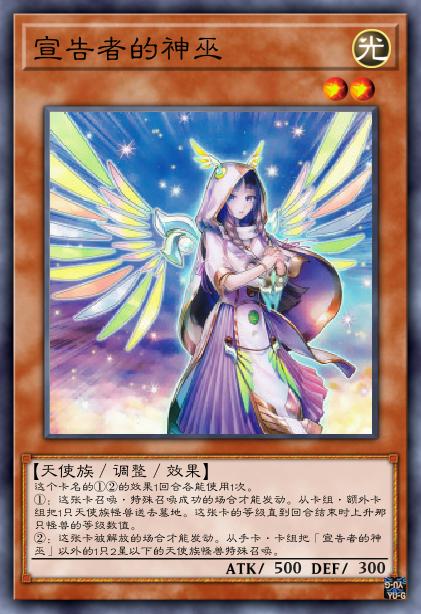 宣告者的神巫
光
【天使族／调整／效果】
这个卡名的①②的效果1回合各能使用1次。
①：这张卡召唤·特殊召唤成功的场合才能发动。从卡组·额外卡
组把1只天使族怪兽送去墓地。这张卡的等级直到回合结束时上升那
只怪兽的等级数值。
②：这张卡被解放的场合才能发动。从手卡·卡组把「宣告者的神
巫」以外的1只2星以下的天使族怪兽特殊召唤。
ATK/ 500 DEF/ 300
YU-G
YU-G